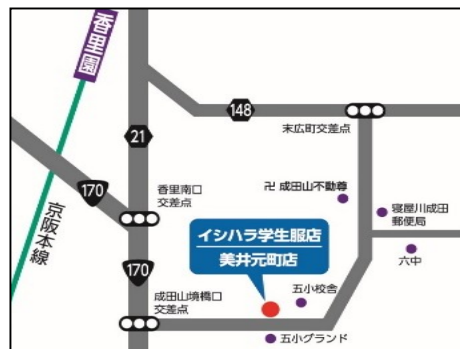 香里園
148
21
末広町交差点
卍 成田山不動尊
170
香里南口
交差点
寝屋川成田
郵便局
京阪本線
イシハラ学生服店
美井元町店
六中
170
成田山境橋口
交差点
五小校舎
五小グランド